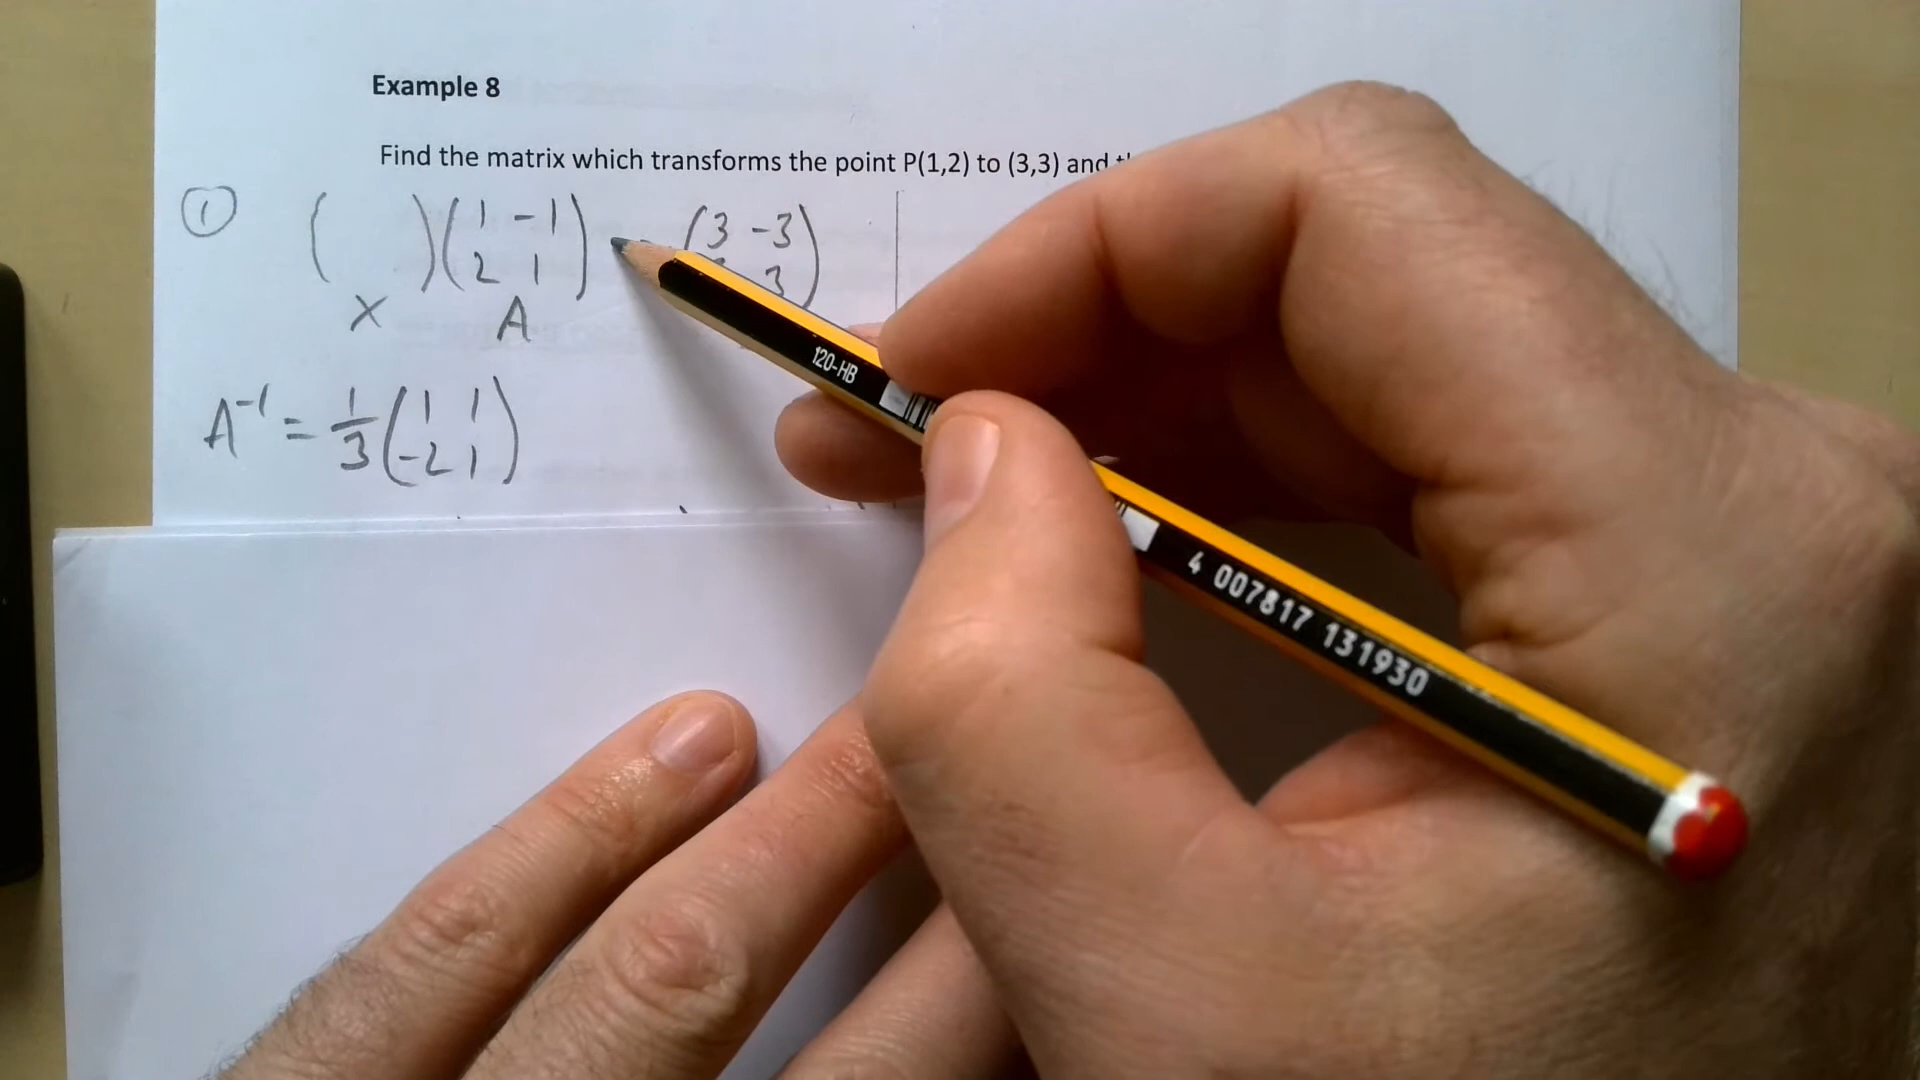 Example 8
Find the matrix which transforms the point P(1,2) to (3,3) and
① ( )(1 -1) (3 -3)
(2 1) 3)
X A
A⁻¹ = 1/3 (1 1)
(-2 1)
120-HB
4 007817 131930